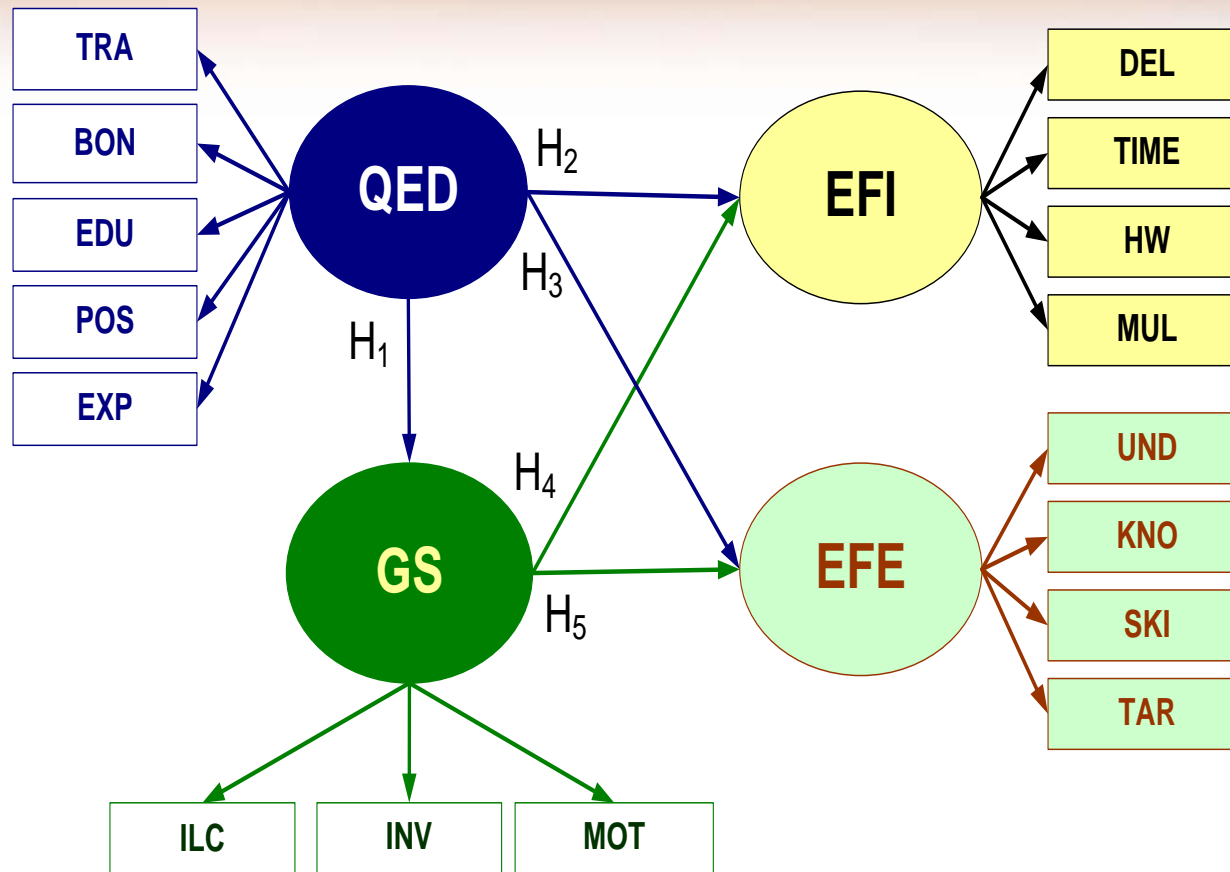 TRA
BON
EDU
POS
EXP
QED
H₂
H₃
H₁
EFI
DEL
TIME
HW
MUL
GS
H₄
H₅
EFE
UND
KNO
SKI
TAR
ILC
INV
MOT